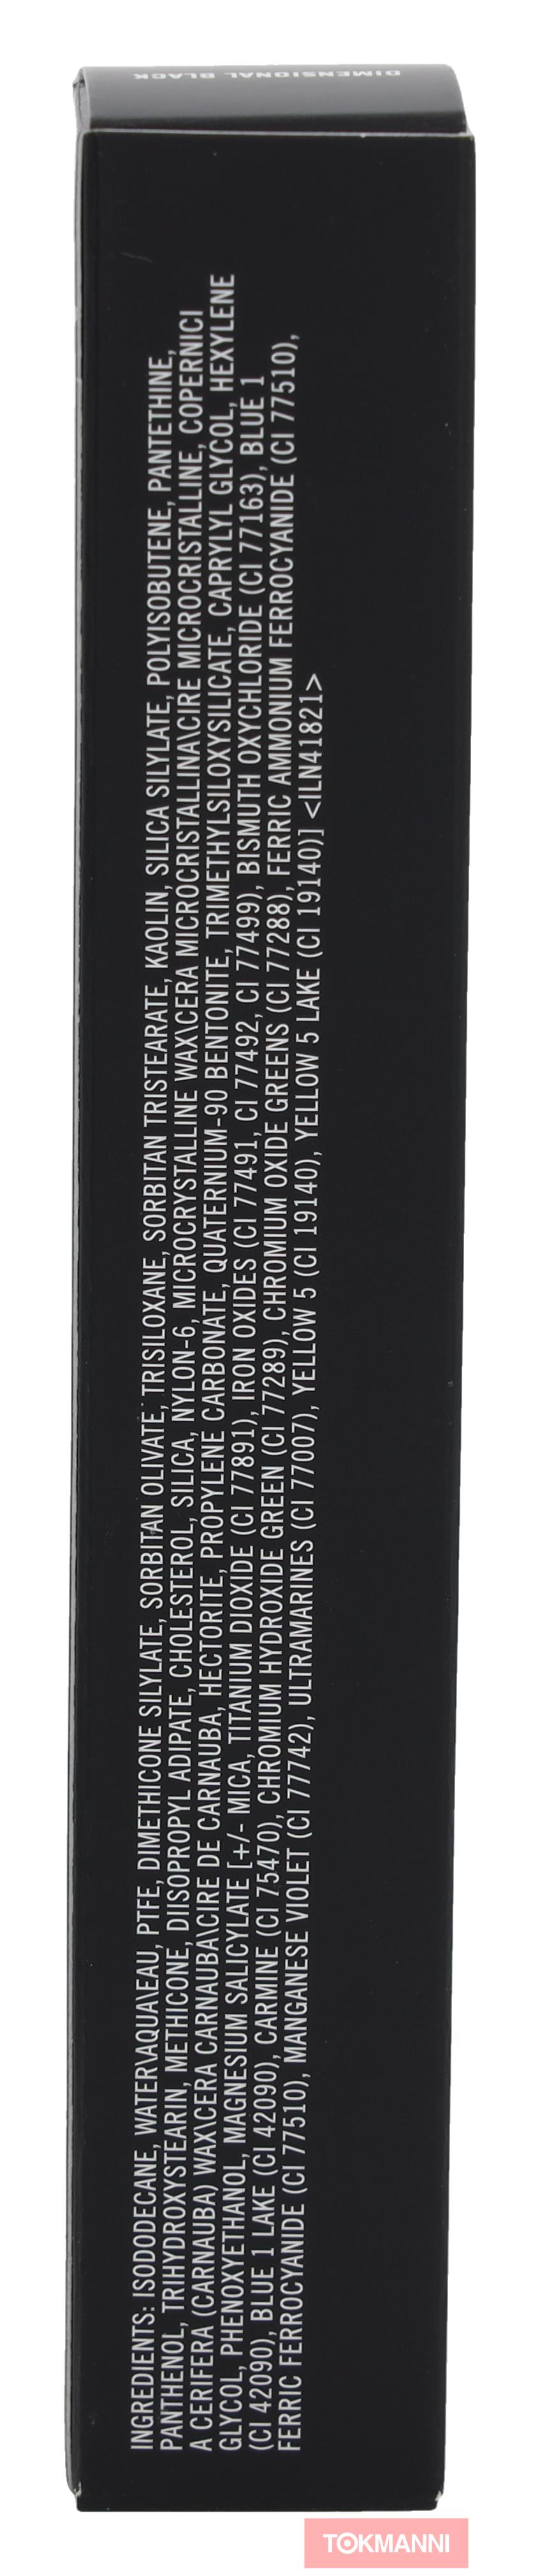 DIMENSIONAL BLACK
INGREDIENTS: ISODODECANE, WATER\AQUA\EAU, PTFE, DIMETHICONE SILYLATE, SORBITAN OLIVATE, TRISILOXANE, SORBITAN TRISTEARATE, KAOLIN, SILICA SILYLATE, POLYISOBUTENE, PANTETHINE,
PANTHENOL, TRIHYDROXYSTEARIN, METHICONE, DIISOPROPYL ADIPATE, CHOLESTEROL, SILICA, NYLON-6, MICROCRYSTALLINE WAX\CERA MICROCRISTALLINA\CIRE MICROCRISTALLINE, COPERNICI
A CERIFERA (CARNAUBA) WAX\CERA CARNAUBA\CIRE DE CARNAUBA, HECTORITE, PROPYLENE CARBONATE, QUATERNIUM-90 BENTONITE, TRIMETHYLSILOXYSILICATE, CAPRYLYL GLYCOL, HEXYLENE
GLYCOL, PHENOXYETHANOL, MAGNESIUM SALICYLATE [+/- MICA, TITANIUM DIOXIDE (CI 77891), IRON OXIDES (CI 77491, CI 77492, CI 77499), BISMUTH OXYCHLORIDE (CI 77163), BLUE 1
(CI 42090), BLUE 1 LAKE (CI 42090), CARMINE (CI 75470), CHROMIUM HYDROXIDE GREEN (CI 77289), CHROMIUM OXIDE GREENS (CI 77288), FERRIC AMMONIUM FERROCYANIDE (CI 77510),
FERRIC FERROCYANIDE (CI 77510), MANGANESE VIOLET (CI 77742), ULTRAMARINES (CI 77007), YELLOW 5 (CI 19140), YELLOW 5 LAKE (CI 19140)] <ILN41821>
TOKMANNI